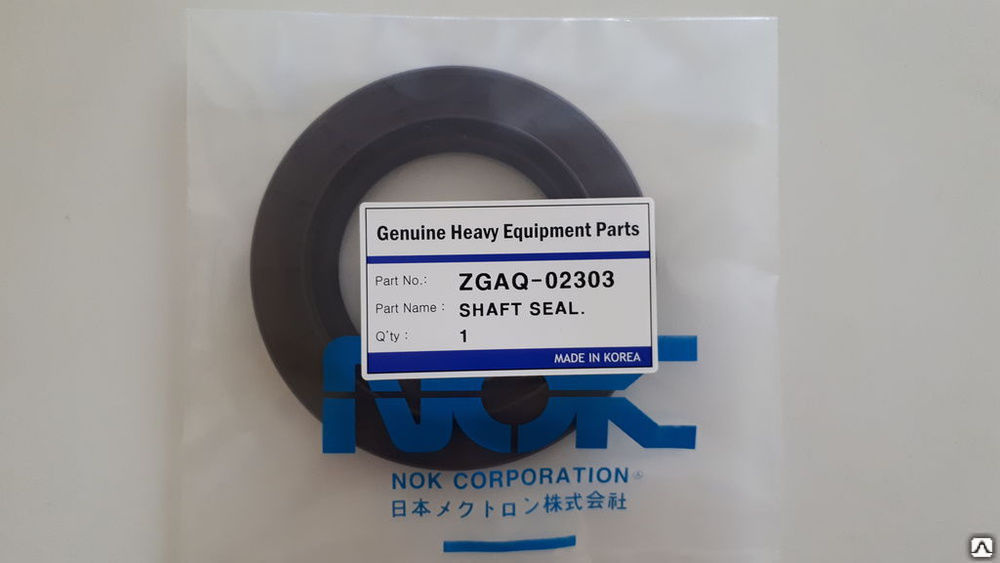 Genuine Heavy Equipment Parts
Part No.: ZGAQ-02303
Part Name : SHAFT SEAL.
Q'ty : 1
MADE IN KOREA
NOK
NOK CORPORATION
日本メクトロン株式会社